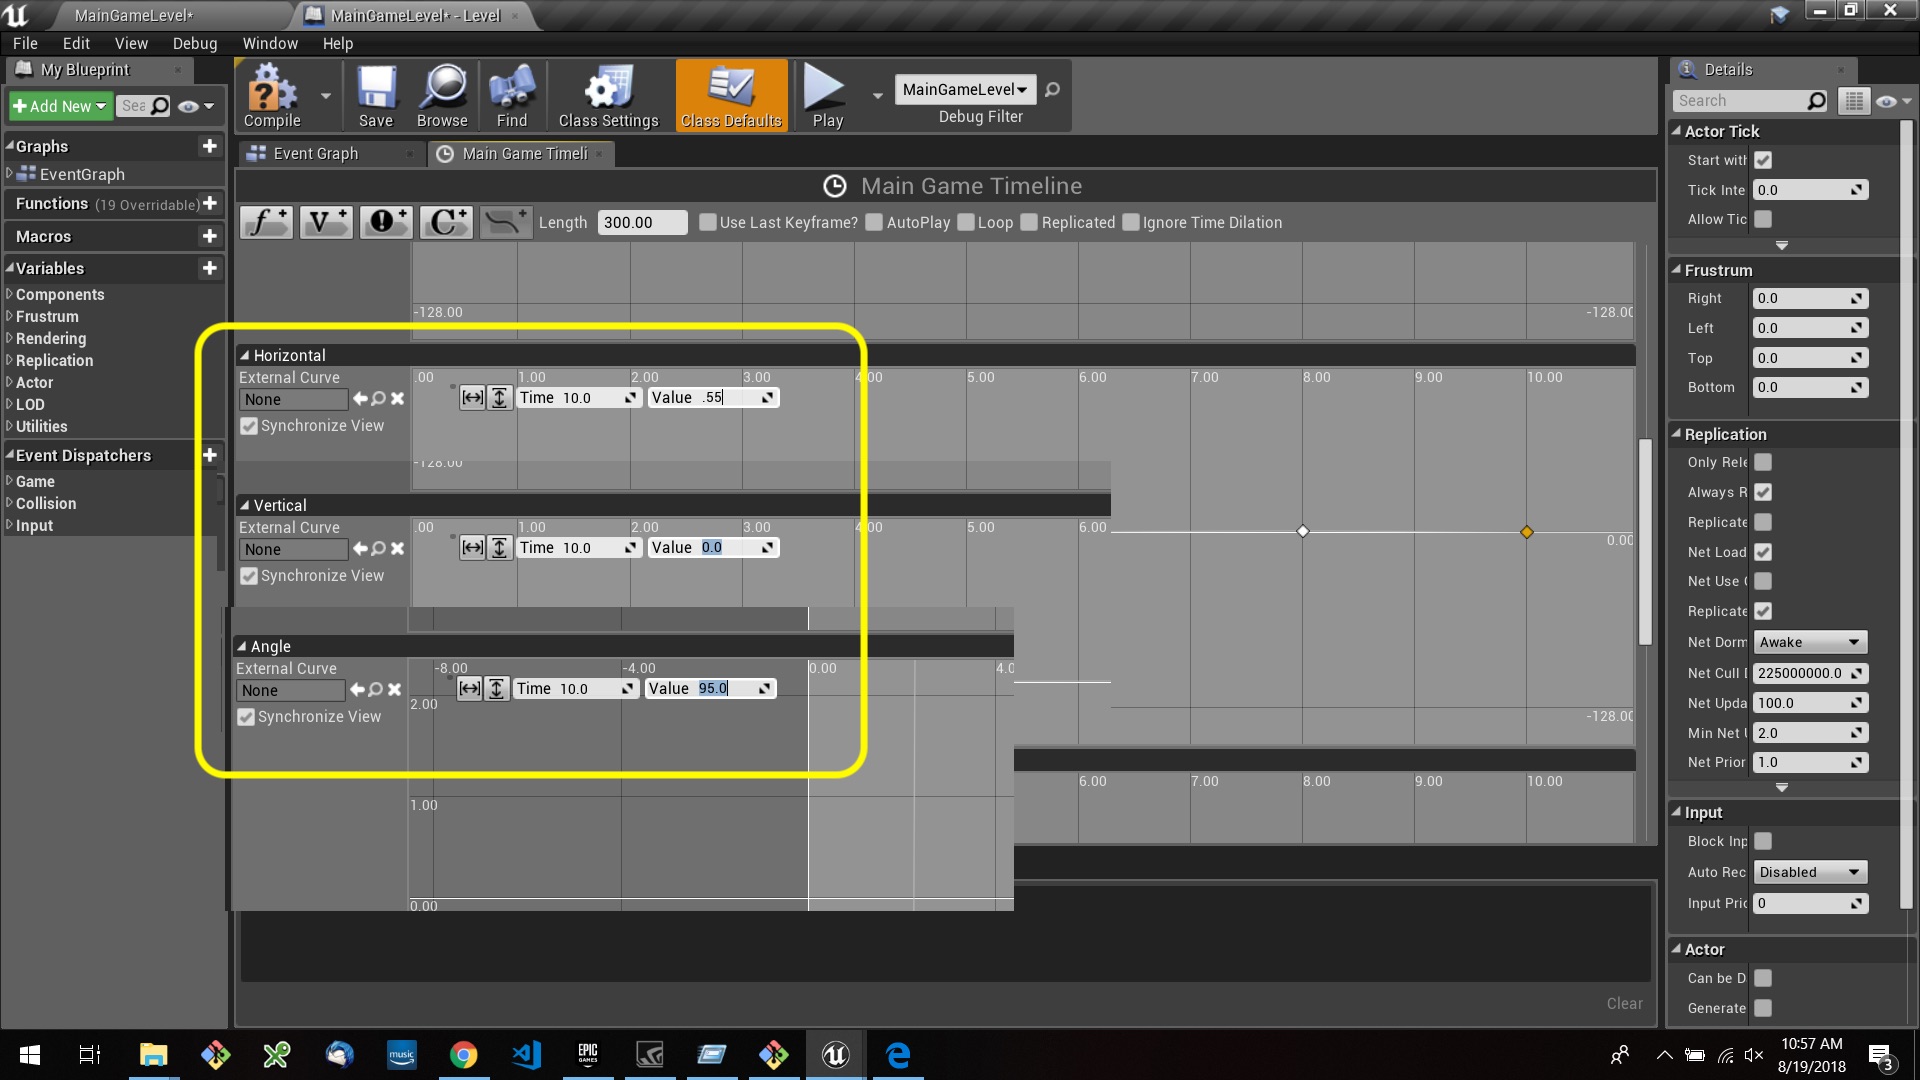 MainGameLevel*
MainGameLevel* - Level
File Edit View Debug Window Help
My Blueprint
Add New
Sea
Graphs
EventGraph
Functions (19 Overridable)
Macros
Variables
Components
Frustrum
Rendering
Replication
Actor
LOD
Utilities
Event Dispatchers
Game
Collision
Input
Compile Save Browse Find Class Settings Class Defaults Play
MainGameLevel
Debug Filter
Event Graph
Main Game Timeli
Main Game Timeline
Length 300.00 Use Last Keyframe? AutoPlay Loop Replicated Ignore Time Dilation
-128.00 -128.00
Horizontal
External Curve
None
Synchronize View
.00 1.00 2.00 3.00 4.00 5.00 6.00 7.00 8.00 9.00 10.00
Time 10.0 Value .55
-128.00
Vertical
External Curve
None
Synchronize View
.00 1.00 2.00 3.00 4.00 5.00 6.00
Time 10.0 Value 0.0
0.00
Angle
External Curve
None
Synchronize View
-8.00 -4.00 0.00 4.0
Time 10.0 Value 95.0
2.00
1.00
0.00
-128.00
6.00 7.00 8.00 9.00 10.00
Clear
Details
Search
Actor Tick
Start with
Tick Inte 0.0
Allow Tic
Frustrum
Right 0.0
Left 0.0
Top 0.0
Bottom 0.0
Replication
Only Rele
Always R
Replicate
Net Load
Net Use
Replicate
Net Dorm Awake
Net Cull 225000000.0
Net Upda 100.0
Min Net 2.0
Net Prior 1.0
Input
Block Inp
Auto Rec Disabled
Input Pric 0
Actor
Can be D
Generate
music
EPIC
GAMES
10:57 AM
8/19/2018
3